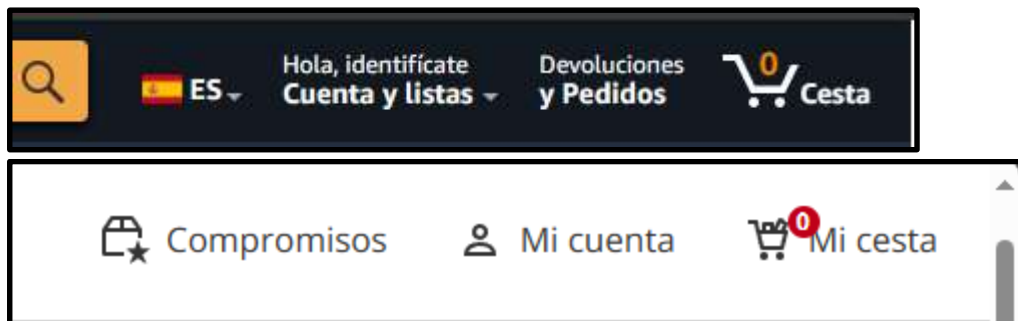 ES
Hola, identifícate
Cuenta y listas
Devoluciones
y Pedidos
0
Cesta
Compromisos
Mi cuenta
0
Mi cesta